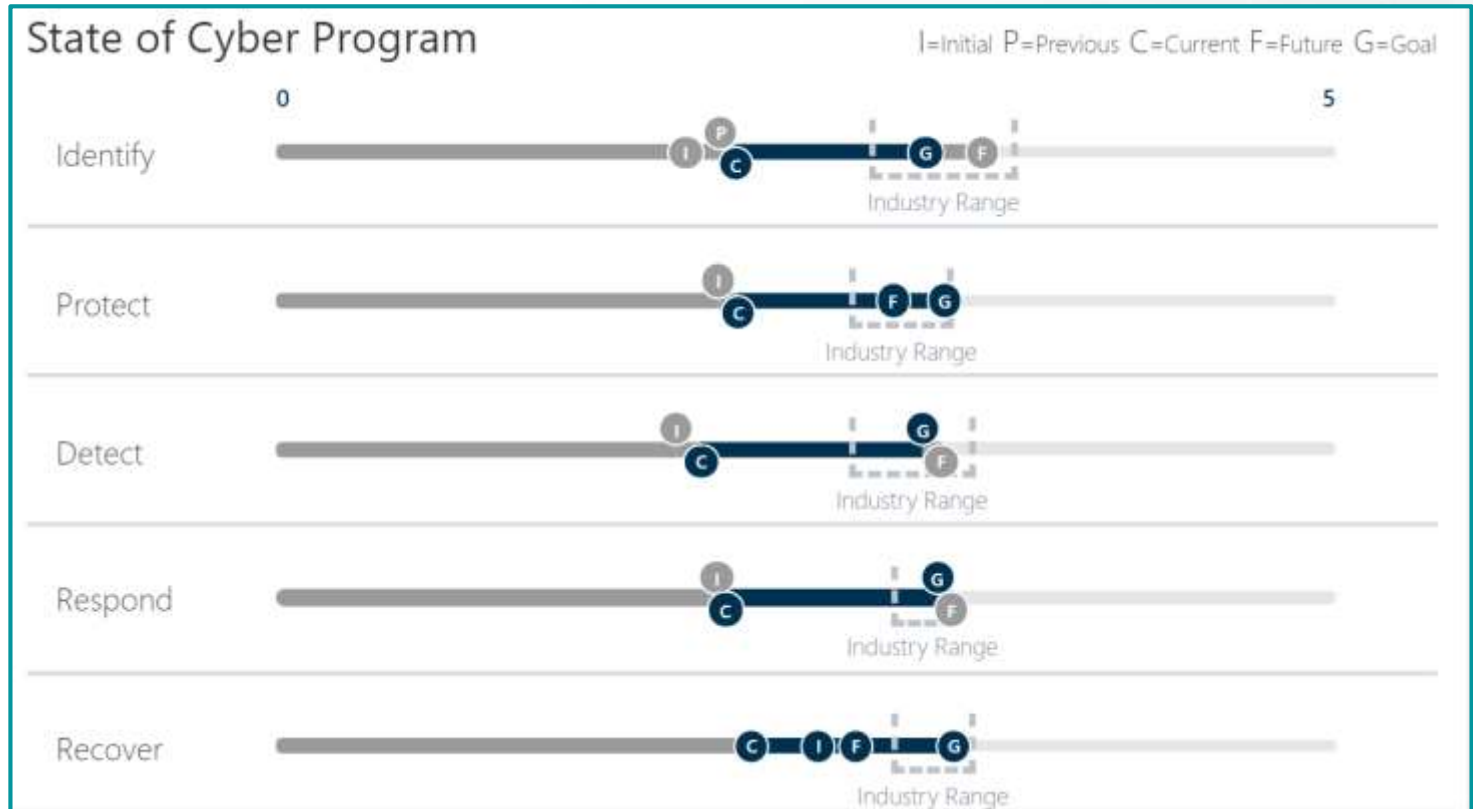 State of Cyber Program
I=Initial P=Previous C=Current F=Future G=Goal
0 5
P
Identify I C G F
Industry Range
I
Protect C F G
Industry Range
I G
Detect C F
Industry Range
I G
Respond C F
Industry Range
Recover C I F G
Industry Range